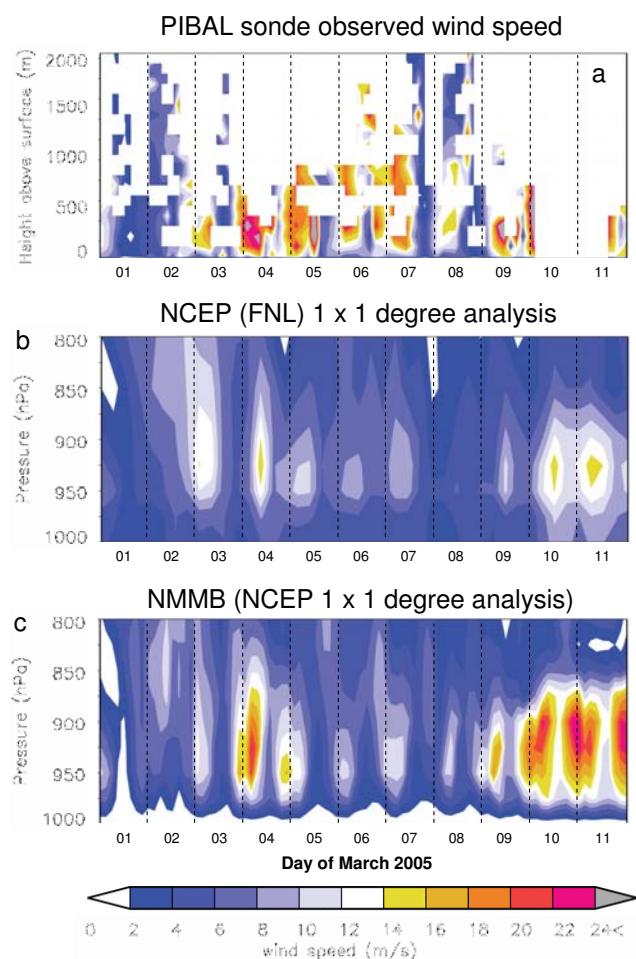 PIBAL sonde observed wind speed
a
Height above surface (m)
2000
1500
1000
500
0
01 02 03 04 05 06 07 08 09 10 11
NCEP (FNL) 1 x 1 degree analysis
b
Pressure (hPa)
800
850
900
950
1000
01 02 03 04 05 06 07 08 09 10 11
NMMB (NCEP 1 x 1 degree analysis)
c
Pressure (hPa)
800
850
900
950
1000
01 02 03 04 05 06 07 08 09 10 11
Day of March 2005
0 2 4 6 8 10 12 14 16 18 20 22 24<
wind speed (m/s)